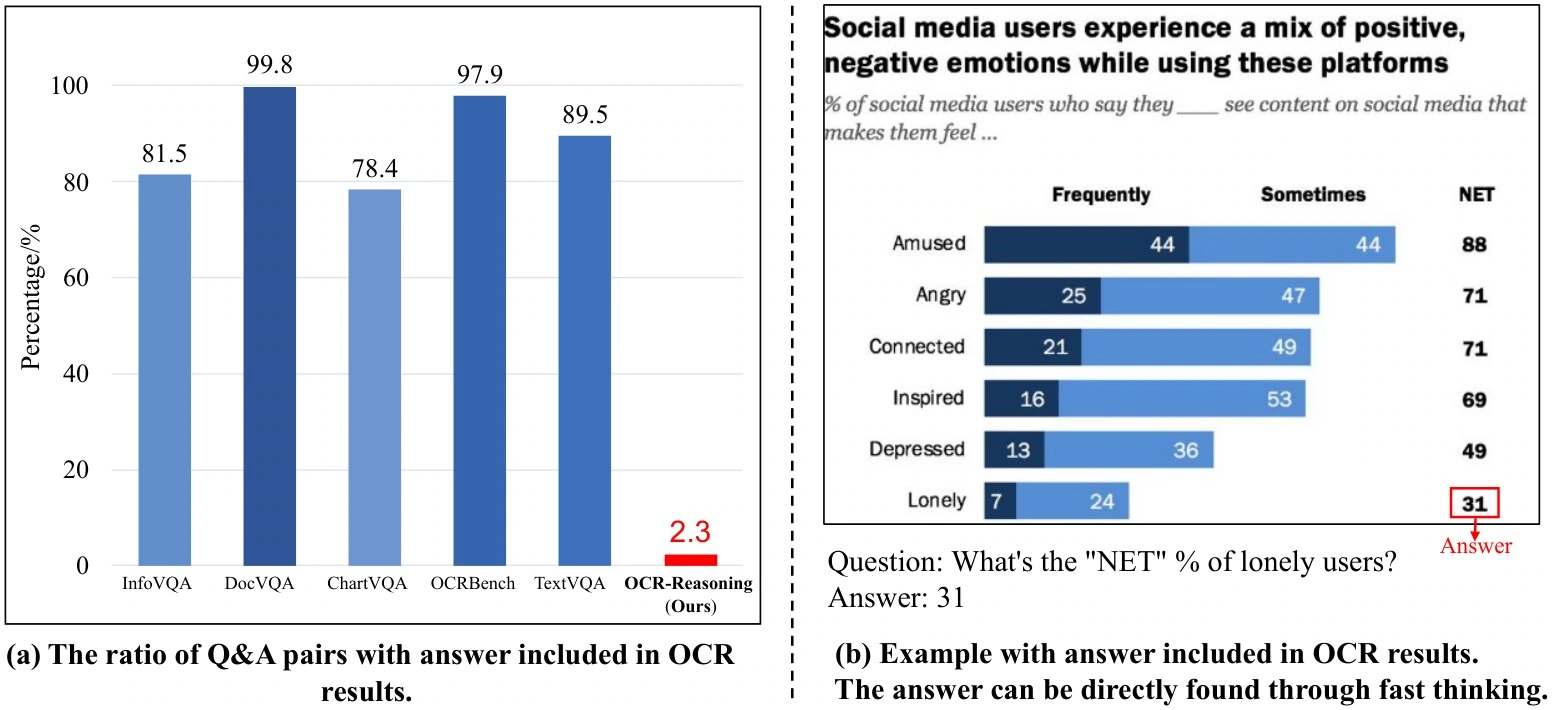 100
80
60
40
20
0
Percentage/%
81.5
99.8
78.4
97.9
89.5
2.3
InfoVQA DocVQA ChartVQA OCRBench TextVQA OCR-Reasoning
(Ours)
(a) The ratio of Q&A pairs with answer included in OCR
results.
Social media users experience a mix of positive,
negative emotions while using these platforms
% of social media users who say they ___ see content on social media that
makes them feel ...
Frequently Sometimes NET
Amused 44 44 88
Angry 25 47 71
Connected 21 49 71
Inspired 16 53 69
Depressed 13 36 49
Lonely 7 24 31
Answer
Question: What's the "NET" % of lonely users?
Answer: 31
(b) Example with answer included in OCR results.
The answer can be directly found through fast thinking.